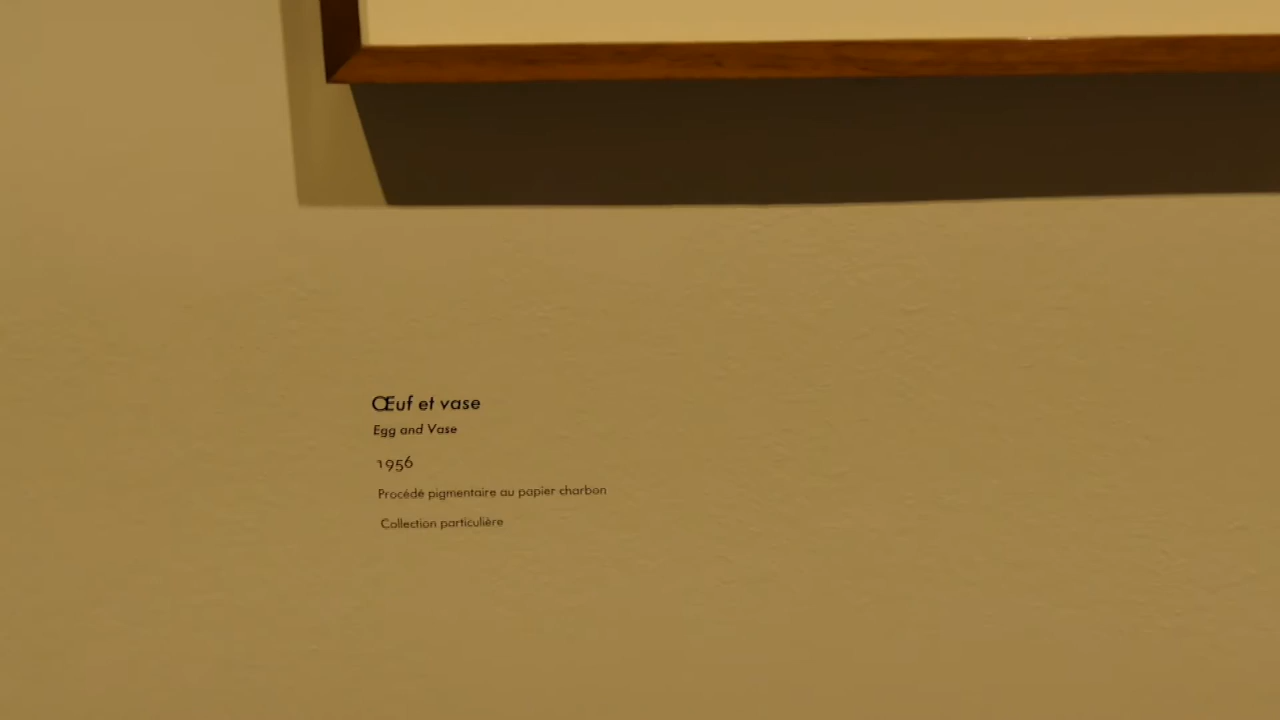 Œuf et vase
Egg and Vase
1956
Procédé pigmentaire au papier charbon
Collection particulière